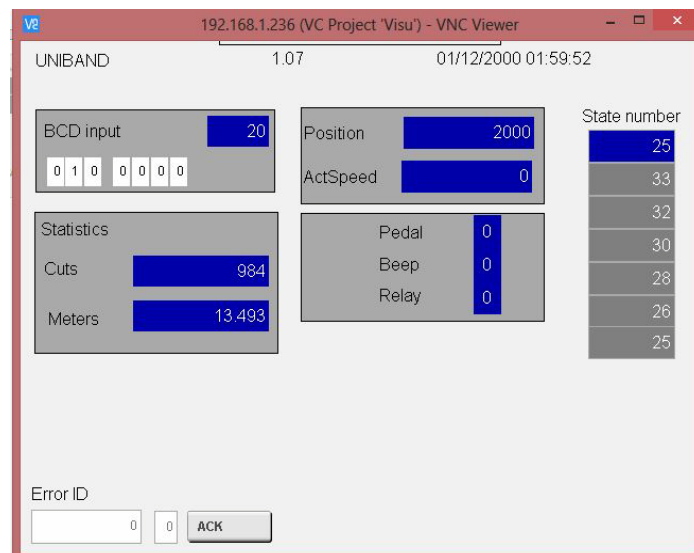 VS 192.168.1.236 (VC Project 'Visu') - VNC Viewer
UNIBAND 1.07 01/12/2000 01:59:52
BCD input 20
0 1 0 0 0 0 0
Position 2000
ActSpeed 0
State number
25
33
32
30
28
26
25
Statistics
Cuts 984
Meters 13.493
Pedal 0
Beep 0
Relay 0
Error ID
0 0 ACK